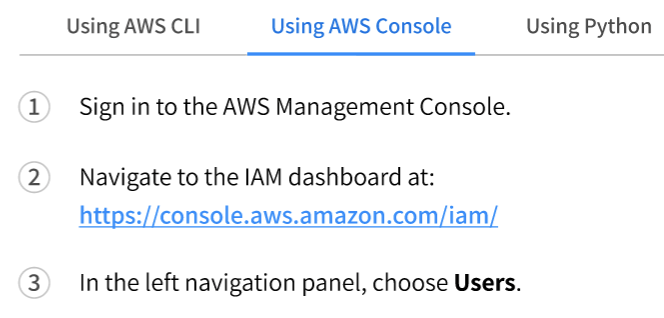 Using AWS CLI Using AWS Console Using Python
1 Sign in to the AWS Management Console.
2 Navigate to the IAM dashboard at:
https://console.aws.amazon.com/iam/
3 In the left navigation panel, choose Users.